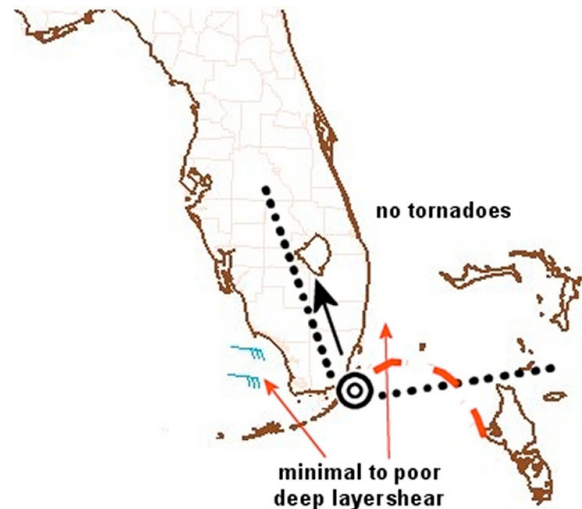 no tornadoes
minimal to poor
deep layershear